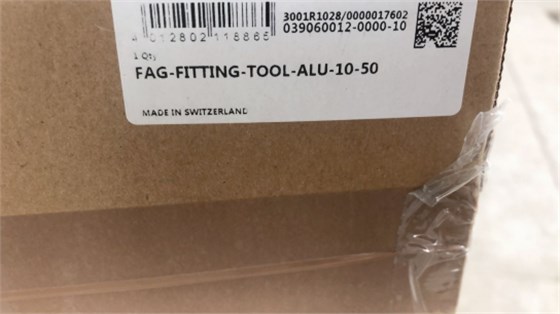 3001R1028/0000017602
4 012802 118865
039060012-0000-10
1 Qty
FAG-FITTING-TOOL-ALU-10-50
MADE IN SWITZERLAND